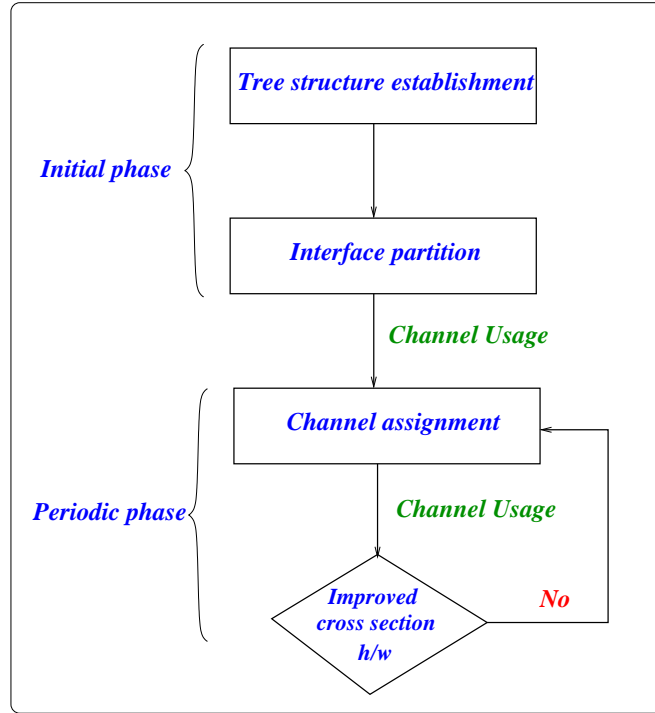 Tree structure establishment
Initial phase
Interface partition
Channel Usage
Channel assignment
Periodic phase
Channel Usage
Improved
cross section
h/w
No